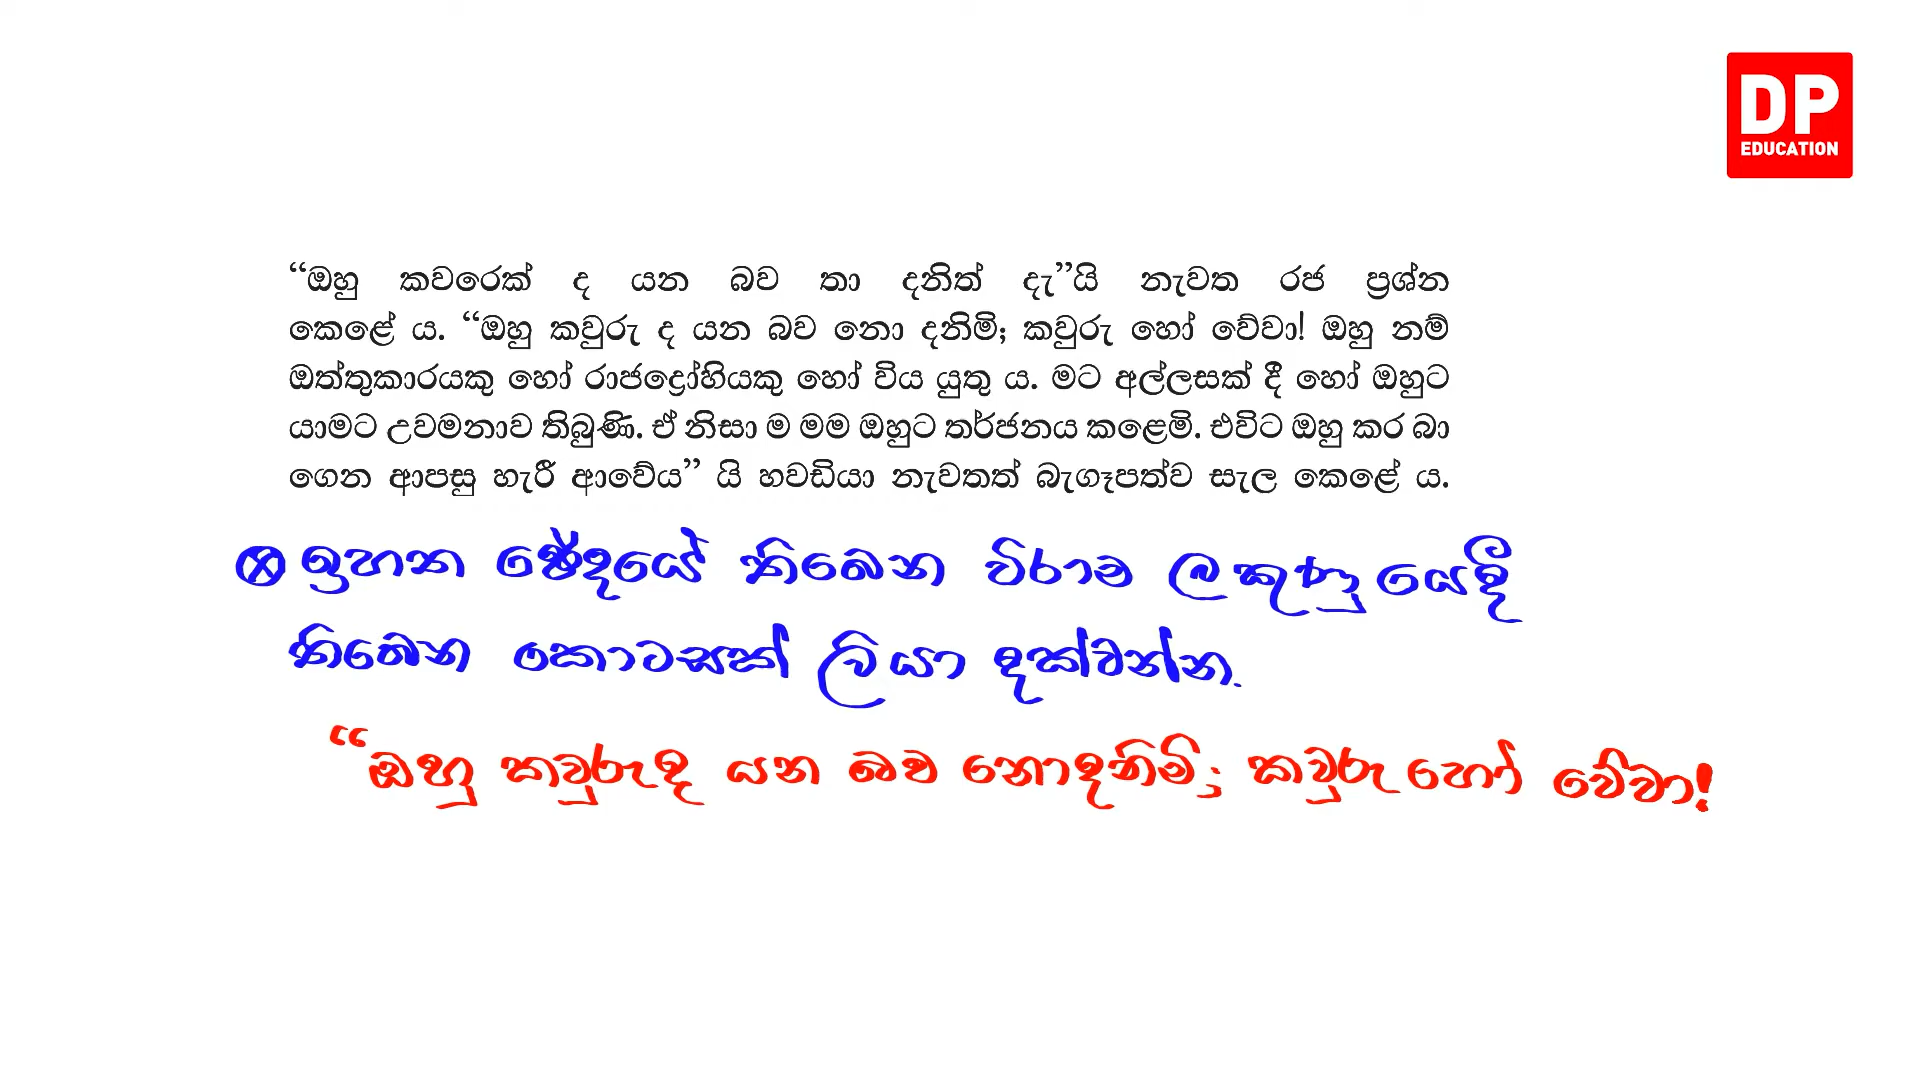 DP
EDUCATION
“ඔහු කවරෙක් ද යන බව තා දනිත් දැ”යි නැවත රජ ප්‍රශ්න
කෙළේ ය. “ඔහු කවුරු ද යන බව නො දනිමි; කවුරු හෝ වේවා! ඔහු නම්
ඔත්තුකාරයකු හෝ රාජද්‍රෝහියකු හෝ විය යුතු ය. මට අල්ලසක් දී හෝ ඔහුට
යාමට උවමනාව තිබුණි. ඒ නිසා ම මම ඔහුට තර්ජනය කළෙමි. එවිට ඔහු කර බා
ගෙන ආපසු හැරී ආවේය” යි හවඩියා නැවතත් බැගෑපත්ව සැල කෙළේ ය.
ඉහත ඡේදයේ තිබෙන විරාම ලකුණු යෙදී
තිබෙන කොටසක් ලියා දක්වන්න.
“ඔහු කවුරුද යන බව නොදනිමි; කවුරු හෝ වේවා!